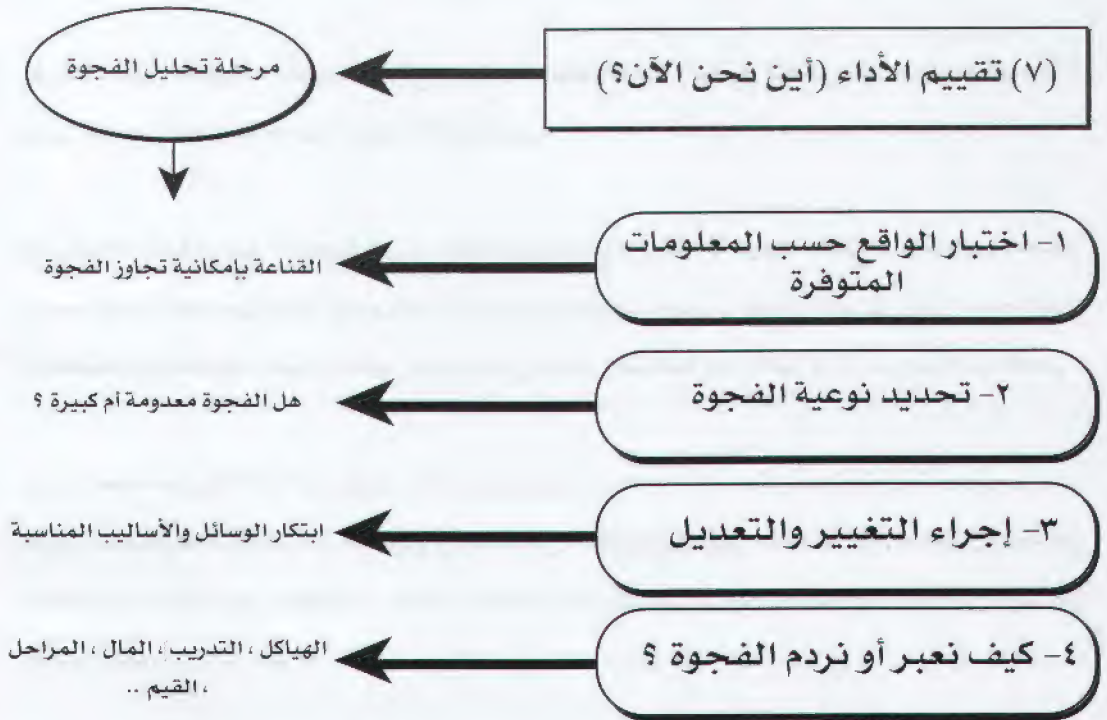 (٧) تقييم الأداء (أين نحن الآن؟)
مرحلة تحليل الفجوة
١- اختبار الواقع حسب المعلومات
المتوفرة
القناعة بإمكانية تجاوز الفجوة
٢- تحديد نوعية الفجوة
هل الفجوة معدومة أم كبيرة ؟
٣- إجراء التغيير والتعديل
ابتكار الوسائل والأساليب المناسبة
٤- كيف نعبر أو نردم الفجوة ؟
الهياكل ، التدريب ، المال ، المراحل
، القيم ..